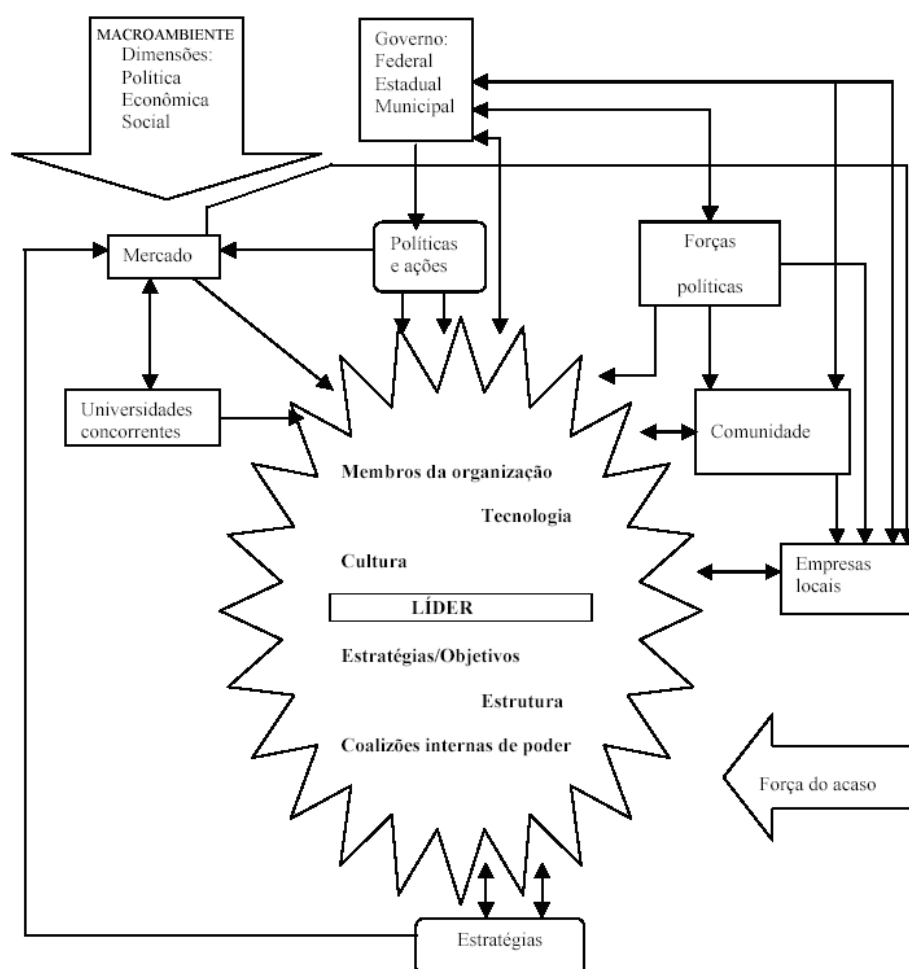 MACROAMBIENTE
Dimensões:
Política
Econômica
Social
Governo:
Federal
Estadual
Municipal
Mercado
Políticas
e ações
Forças
políticas
Universidades
concorrentes
Comunidade
Membros da organização
Tecnologia
Cultura
Empresas
locais
LÍDER
Estratégias/Objetivos
Estrutura
Coalizões internas de poder
Força do acaso
Estratégias